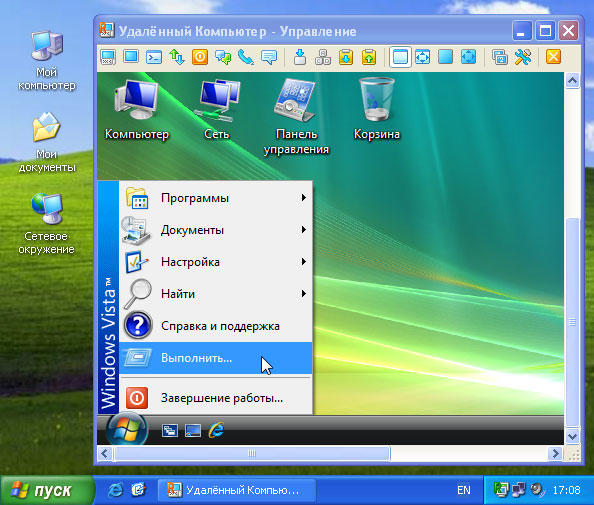 Удалённый Компьютер - Управление
Мой
компьютер
Мои
документы
Сетевое
окружение
Компьютер
Сеть
Панель
управления
Корзина
Программы
Документы
Настройка
Найти
Справка и поддержка
Выполнить...
Завершение работы...
Windows Vista™
пуск
Удалённый Компью...
EN
17:08